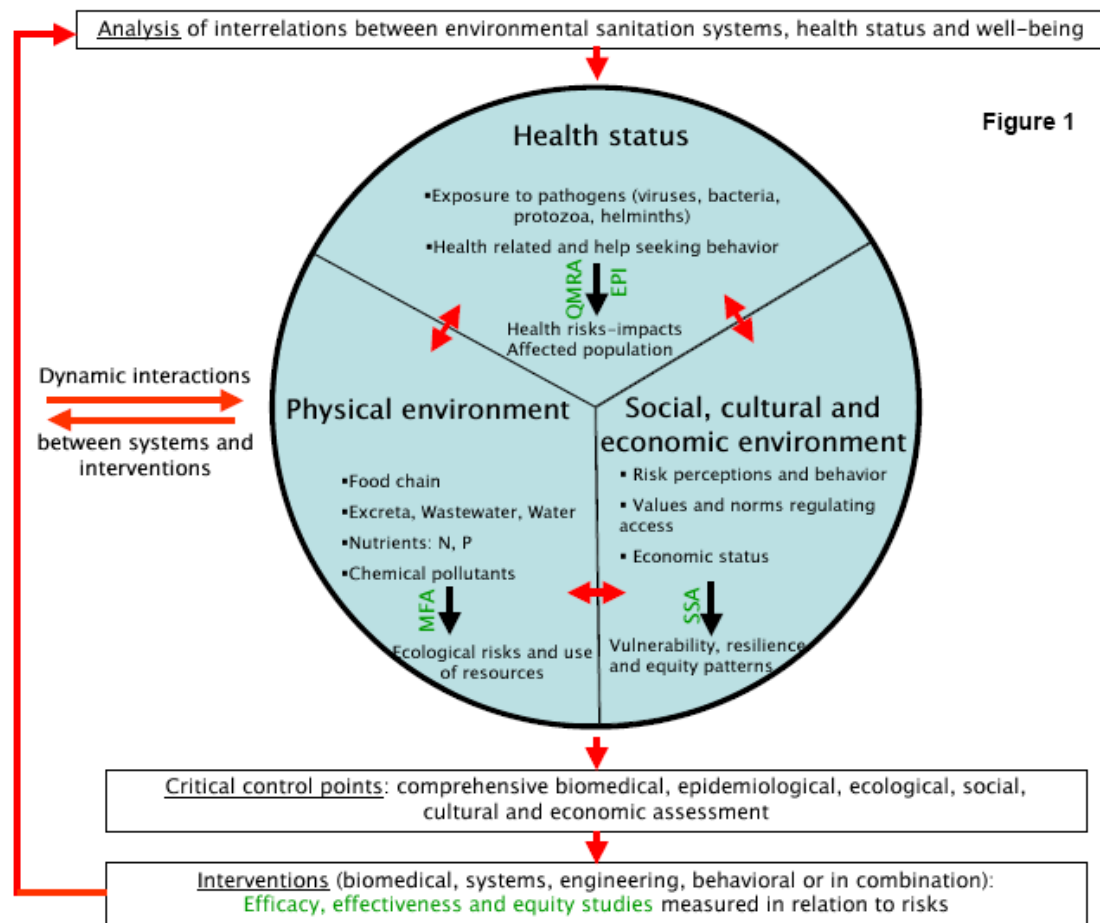 Analysis of interrelations between environmental sanitation systems, health status and well-being
Figure 1
Health status
▪Exposure to pathogens (viruses, bacteria,
protozoa, helminths)
▪Health related and help seeking behavior
QMRA
EPI
Health risks-impacts
Affected population
Dynamic interactions
between systems and
interventions
Physical environment
▪Food chain
▪Excreta, Wastewater, Water
▪Nutrients: N, P
▪Chemical pollutants
MFA
Ecological risks and use
of resources
Social, cultural and
economic environment
▪ Risk perceptions and behavior
▪ Values and norms regulating
access
▪ Economic status
SSA
Vulnerability, resilience
and equity patterns
Critical control points: comprehensive biomedical, epidemiological, ecological, social,
cultural and economic assessment
Interventions (biomedical, systems, engineering, behavioral or in combination):
Efficacy, effectiveness and equity studies measured in relation to risks